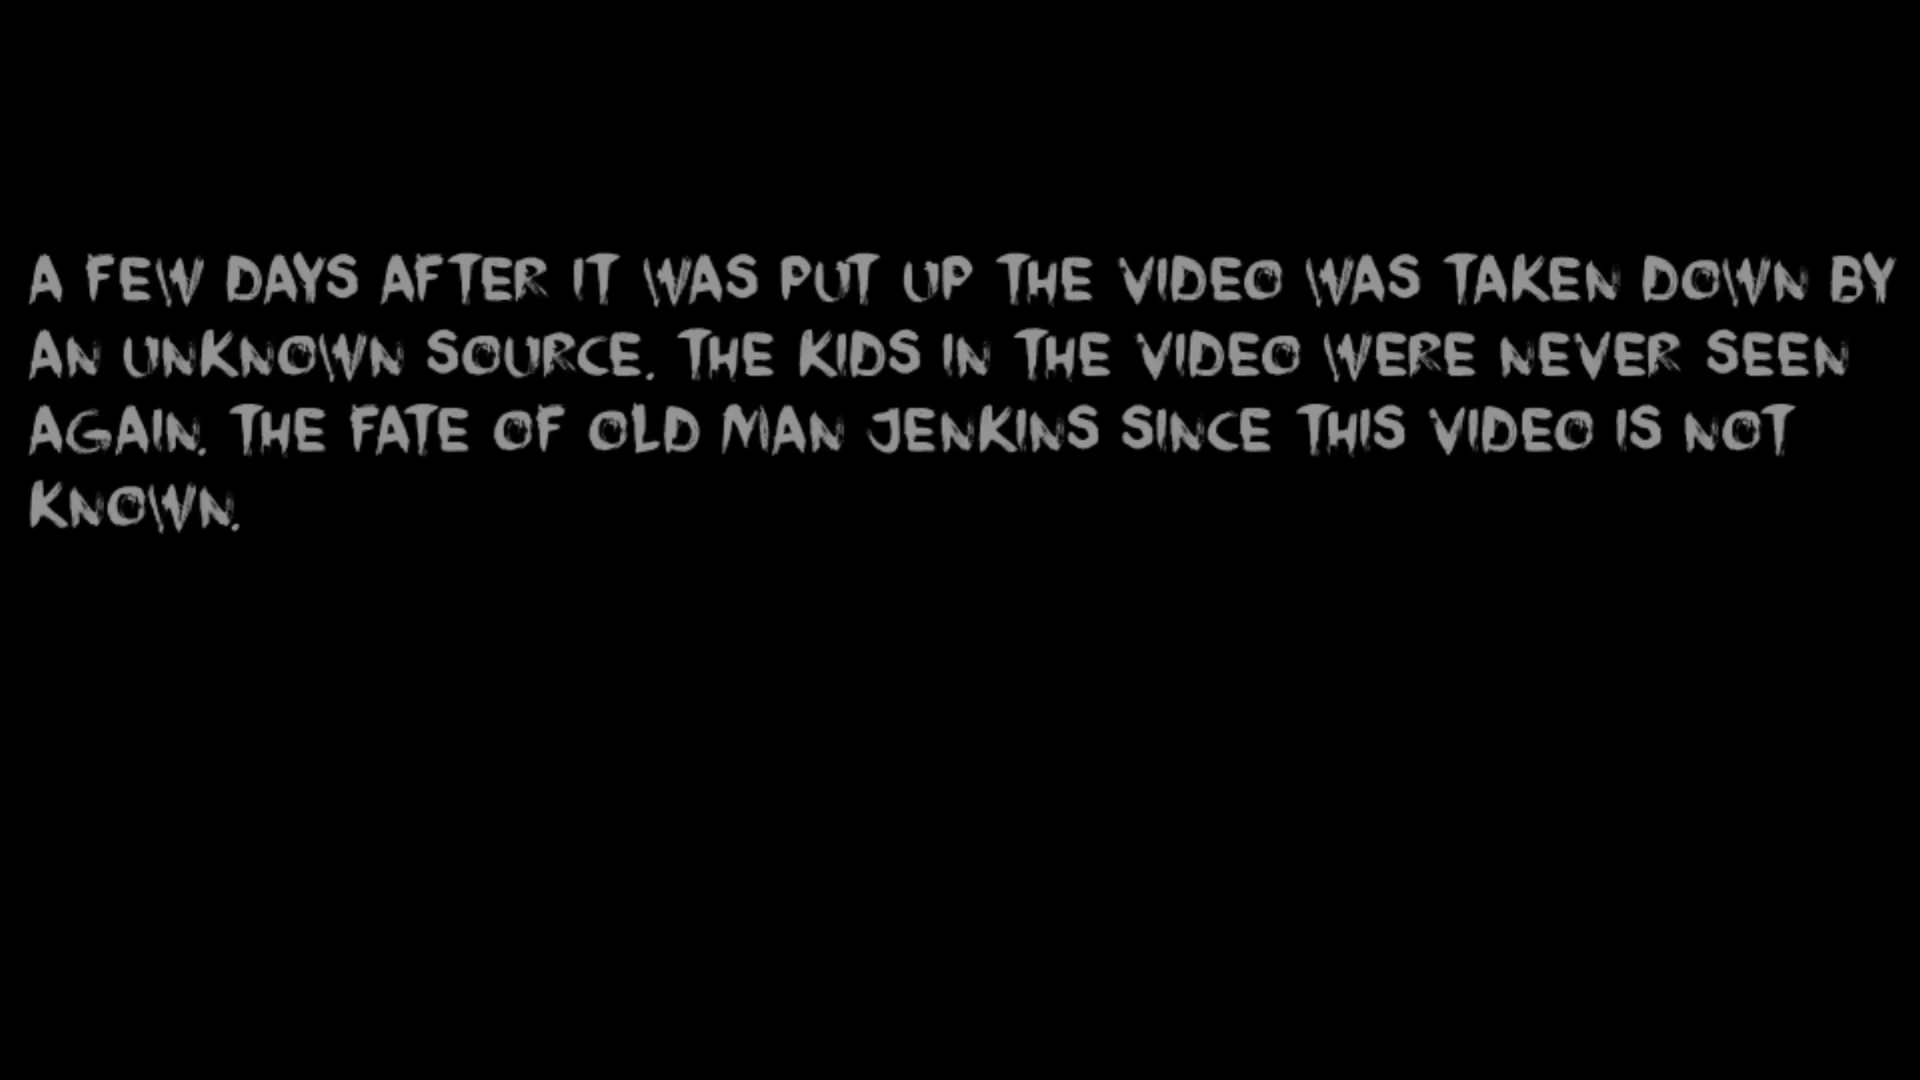 A FEW DAYS AFTER IT WAS PUT UP THE VIDEO WAS TAKEN DOWN BY
AN UNKNOWN SOURCE. THE KIDS IN THE VIDEO WERE NEVER SEEN
AGAIN. THE FATE OF OLD MAN JENKINS SINCE THIS VIDEO IS NOT
KNOWN.